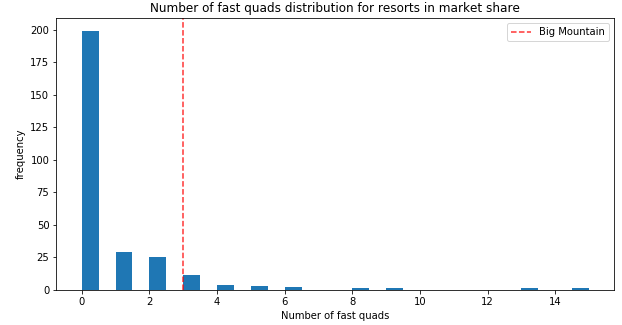 Number of fast quads distribution for resorts in market share
Big Mountain
frequency
200
175
150
125
100
75
50
25
0
0 2 4 6 8 10 12 14
Number of fast quads